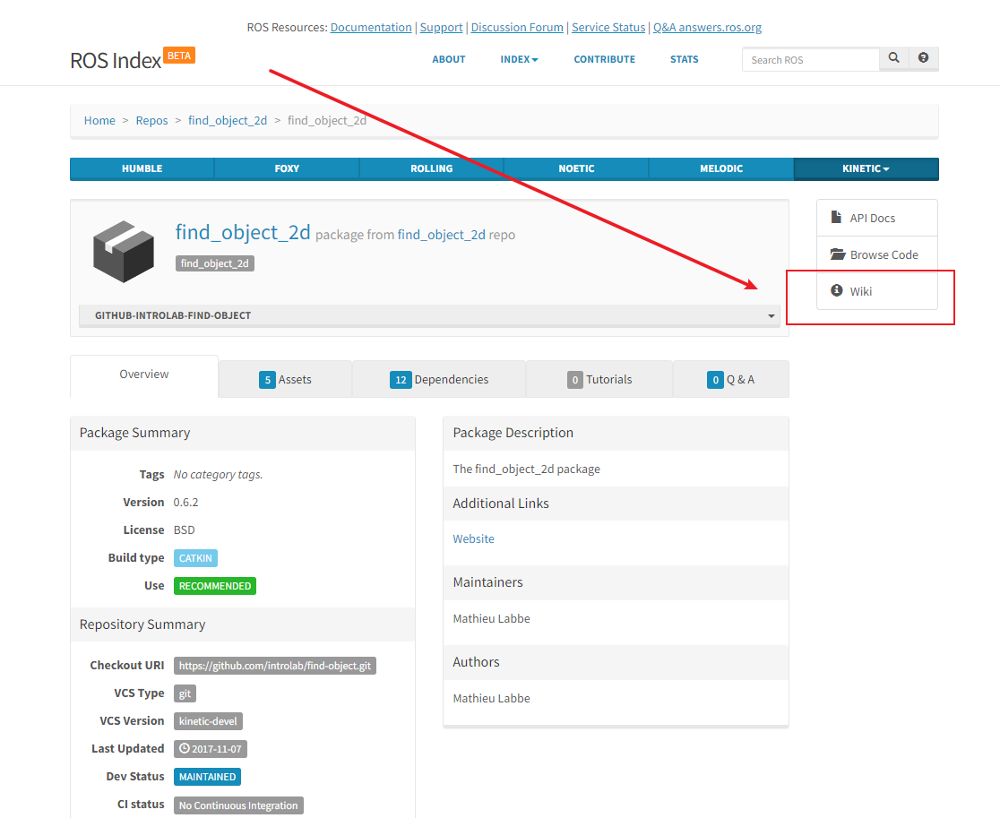 ROS Resources: Documentation | Support | Discussion Forum | Service Status | Q&A answers.ros.org
ROS Index BETA
ABOUT INDEX CONTRIBUTE STATS Search ROS
Home > Repos > find_object_2d > find_object_2d
HUMBLE FOXY ROLLING NOETIC MELODIC KINETIC
find_object_2d package from find_object_2d repo
find_object_2d
GITHUB-INTROLAB-FIND-OBJECT
API Docs
Browse Code
Wiki
Overview 5 Assets 12 Dependencies 0 Tutorials 0 Q & A
Package Summary
Tags No category tags.
Version 0.6.2
License BSD
Build type CATKIN
Use RECOMMENDED
Repository Summary
Checkout URI https://github.com/introlab/find-object.git
VCS Type git
VCS Version kinetic-devel
Last Updated 2017-11-07
Dev Status MAINTAINED
CI status No Continuous Integration
Package Description
The find_object_2d package
Additional Links
Website
Maintainers
Mathieu Labbe
Authors
Mathieu Labbe